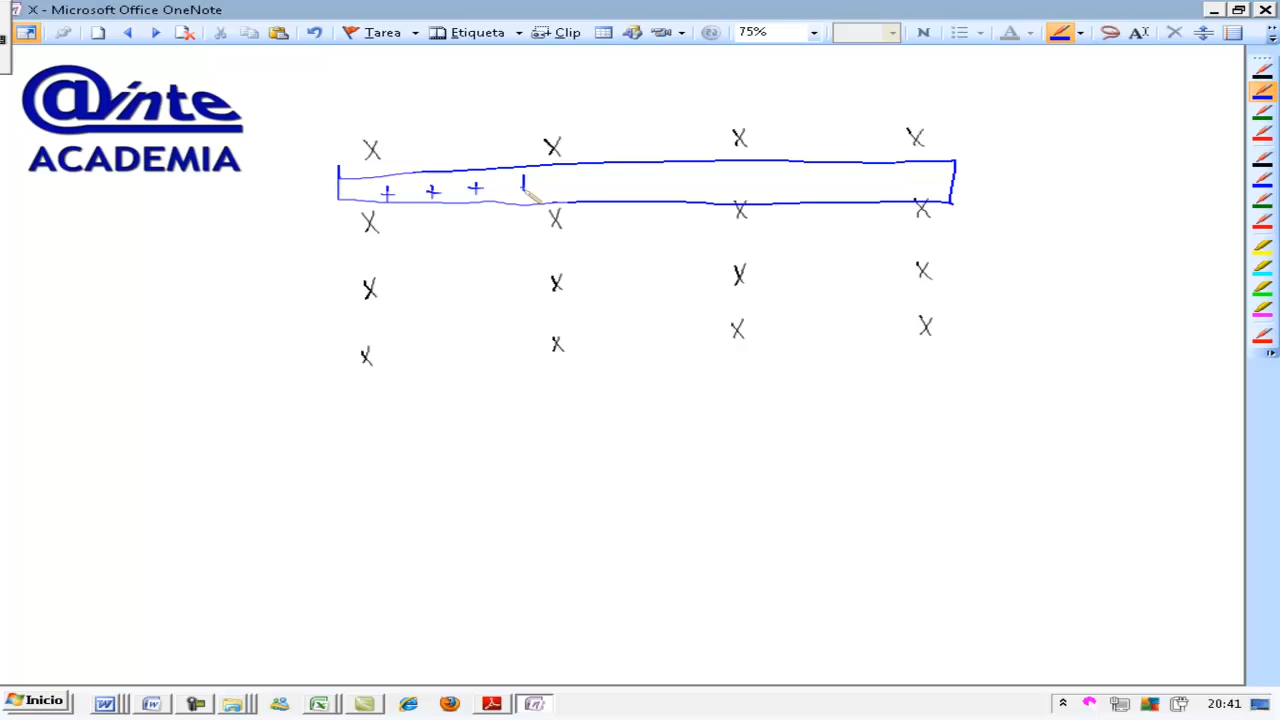 X - Microsoft Office OneNote
Tarea Etiqueta Clip 75% N A A
@inte
ACADEMIA
X X X X
+ + +
X X X X
X X X X
X X X X
Inicio 20:41